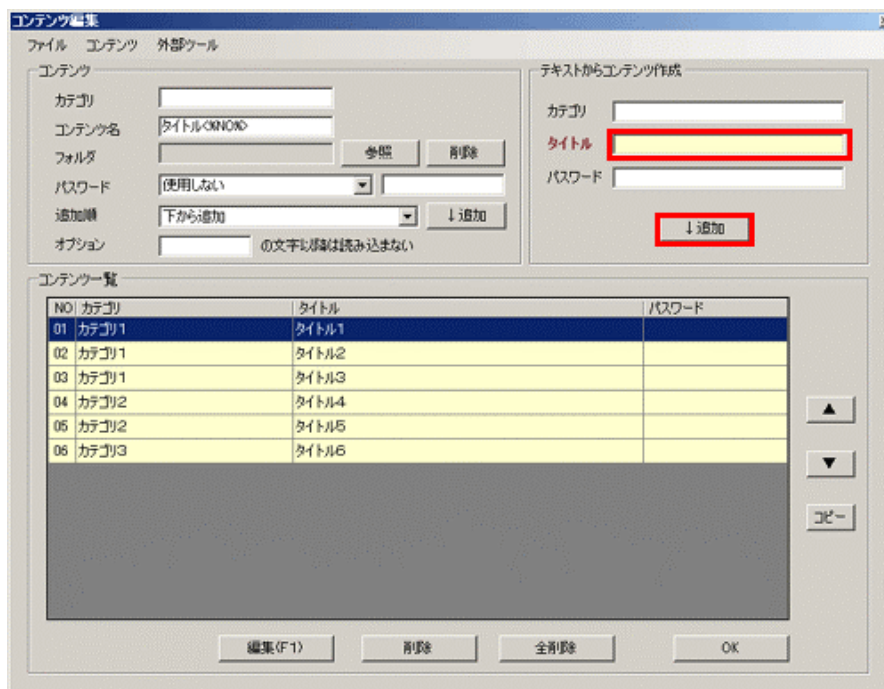 コンテンツ編集
ファイル コンテンツ 外部ツール
コンテンツ
カテゴリ
コンテンツ名 タイトル<%NO%>
フォルダ 参照 削除
パスワード 使用しない
追加順 下から追加 ↓追加
オプション の文字以降は読み込まない
テキストからコンテンツ作成
カテゴリ
タイトル
パスワード
↓追加
コンテンツ一覧
NO カテゴリ タイトル パスワード
01 カテゴリ1 タイトル1
02 カテゴリ1 タイトル2
03 カテゴリ1 タイトル3
04 カテゴリ2 タイトル4
05 カテゴリ2 タイトル5
06 カテゴリ3 タイトル6
▲
▼
コピー
編集(F1) 削除 全削除 OK